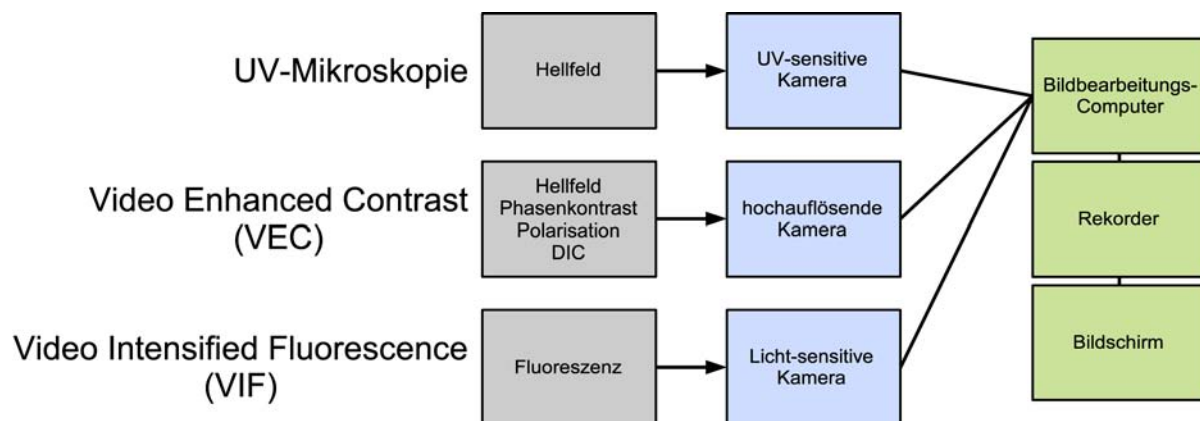 UV-Mikroskopie
Hellfeld
UV-sensitive
Kamera
Bildbearbeitungs-
Computer
Video Enhanced Contrast
(VEC)
Hellfeld
Phasenkontrast
Polarisation
DIC
hochauflösende
Kamera
Rekorder
Video Intensified Fluorescence
(VIF)
Fluoreszenz
Licht-sensitive
Kamera
Bildschirm